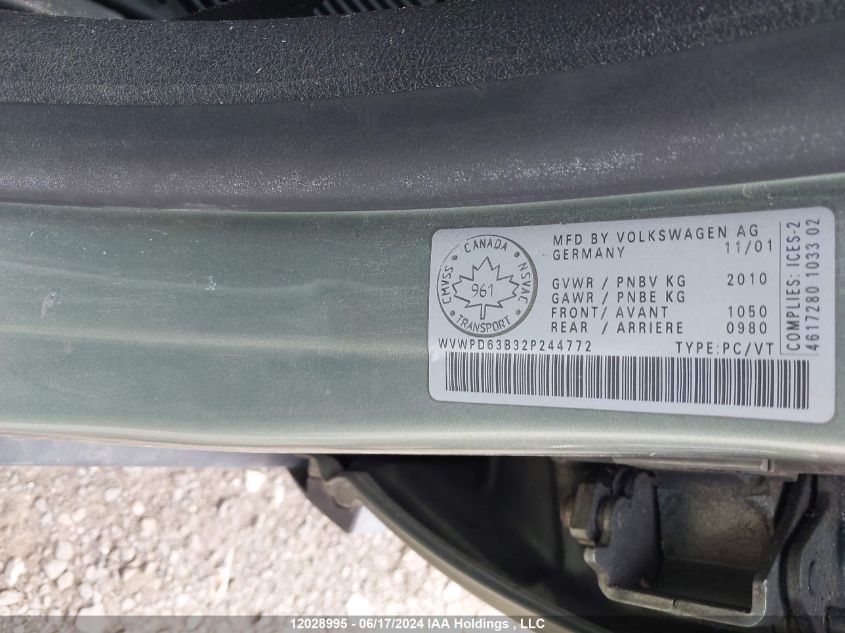 CANADA
CMVSS
NSVAC
961
TRANSPORT
MFD BY VOLKSWAGEN AG
GERMANY 11/01
GVWR / PNBV KG 2010
GAWR / PNBE KG
FRONT/ AVANT 1050
REAR / ARRIERE 0980
WVWPD63B32P244772 TYPE:PC/VT
COMPLIES: ICES-2
4617280 1033 02
12028995 - 06/17/2024 IAA Holdings , LLC